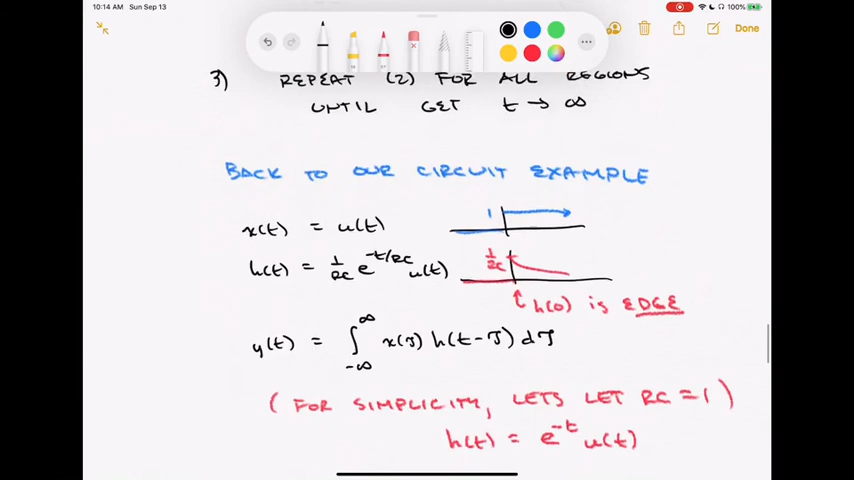 10:14 AM Sun Sep 13
100%
Done
3) REPEAT (2) FOR ALL REGIONS
UNTIL GET t → ∞
BACK TO OUR CIRCUIT EXAMPLE
x(t) = u(t)
1
h(t) = 1/RC e^-t/RC u(t)
1/RC
h(0) is EDGE
y(t) = ∫_-∞^∞ x(τ) h(t-τ) dτ
(FOR SIMPLICITY, LETS LET RC = 1)
h(t) = e^-t u(t)